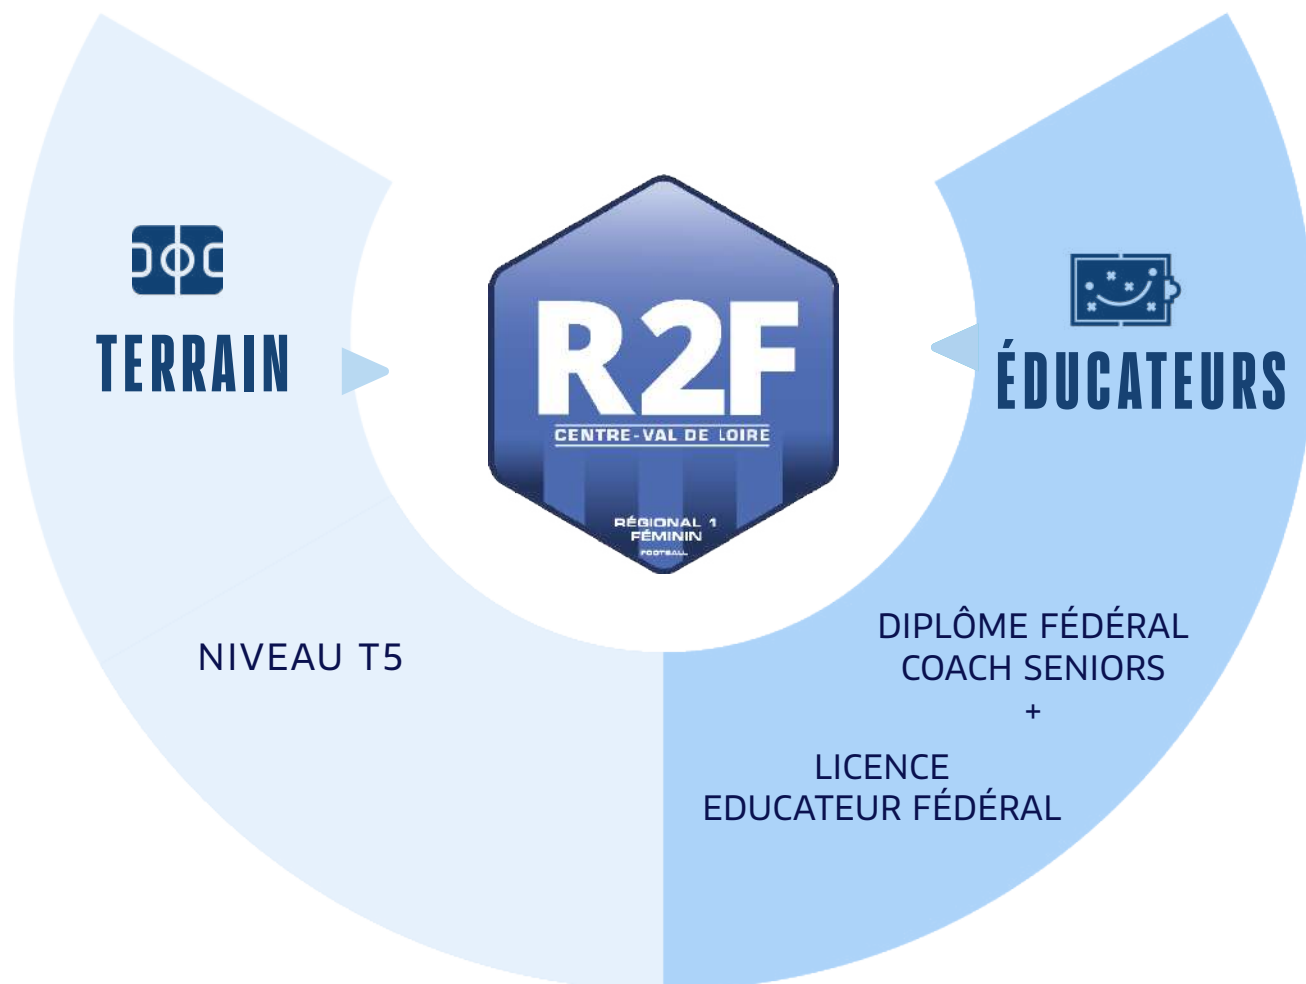 TERRAIN
NIVEAU T5
R2F
CENTRE-VAL DE LOIRE
RÉGIONAL 1
FÉMININ
FOOTBALL
ÉDUCATEURS
DIPLÔME FÉDÉRAL
COACH SENIORS
+
LICENCE
EDUCATEUR FÉDÉRAL